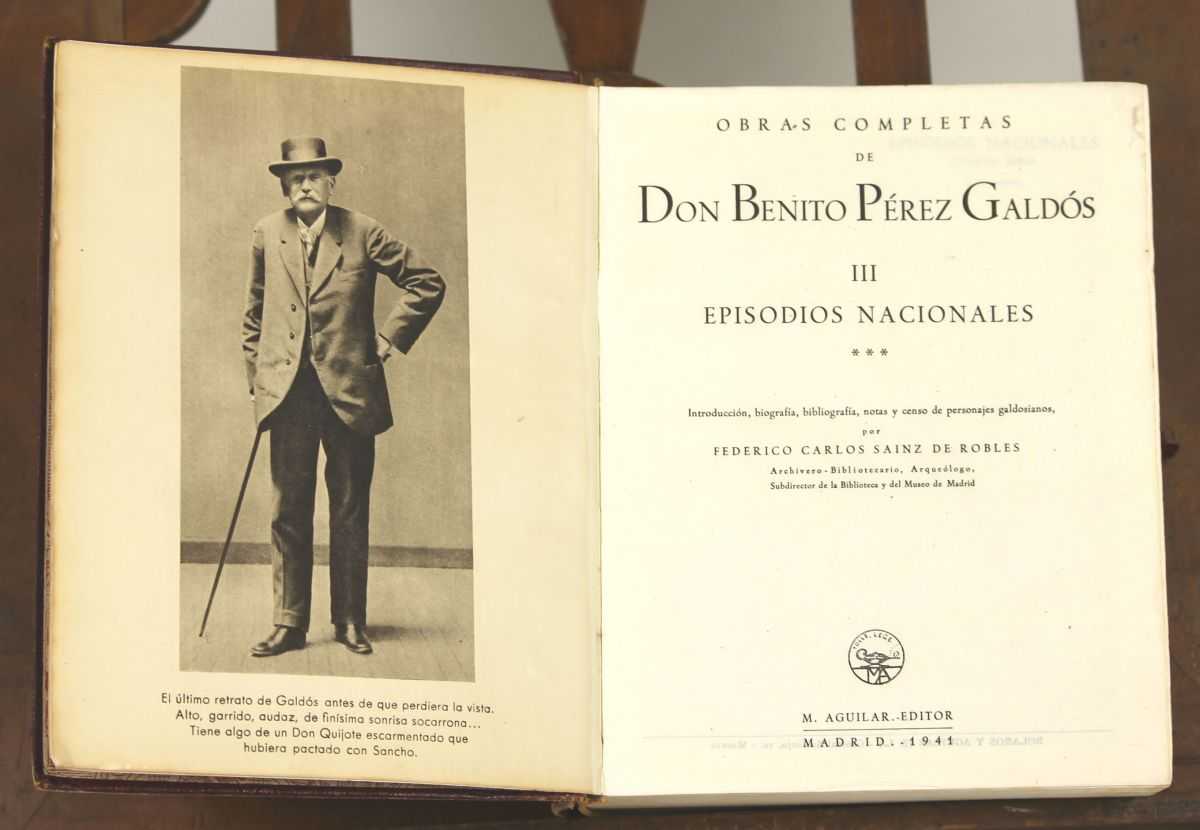 El último retrato de Galdós antes de que perdiera la vista.
Alto, garrido, audaz, de finísima sonrisa socarrona...
Tiene algo de un Don Quijote escarmentado que
hubiera pactado con Sancho.
OBRAS COMPLETAS
DE
DON BENITO PÉREZ GALDÓS
III
EPISODIOS NACIONALES
***
Introducción, biografía, bibliografía, notas y censo de personajes galdosianos,
por
FEDERICO CARLOS SAINZ DE ROBLES
Archivero-Bibliotecario, Arqueólogo,
Subdirector de la Biblioteca y del Museo de Madrid
TOLLE, LEGE
MA
M. AGUILAR.-EDITOR
MADRID.-1941